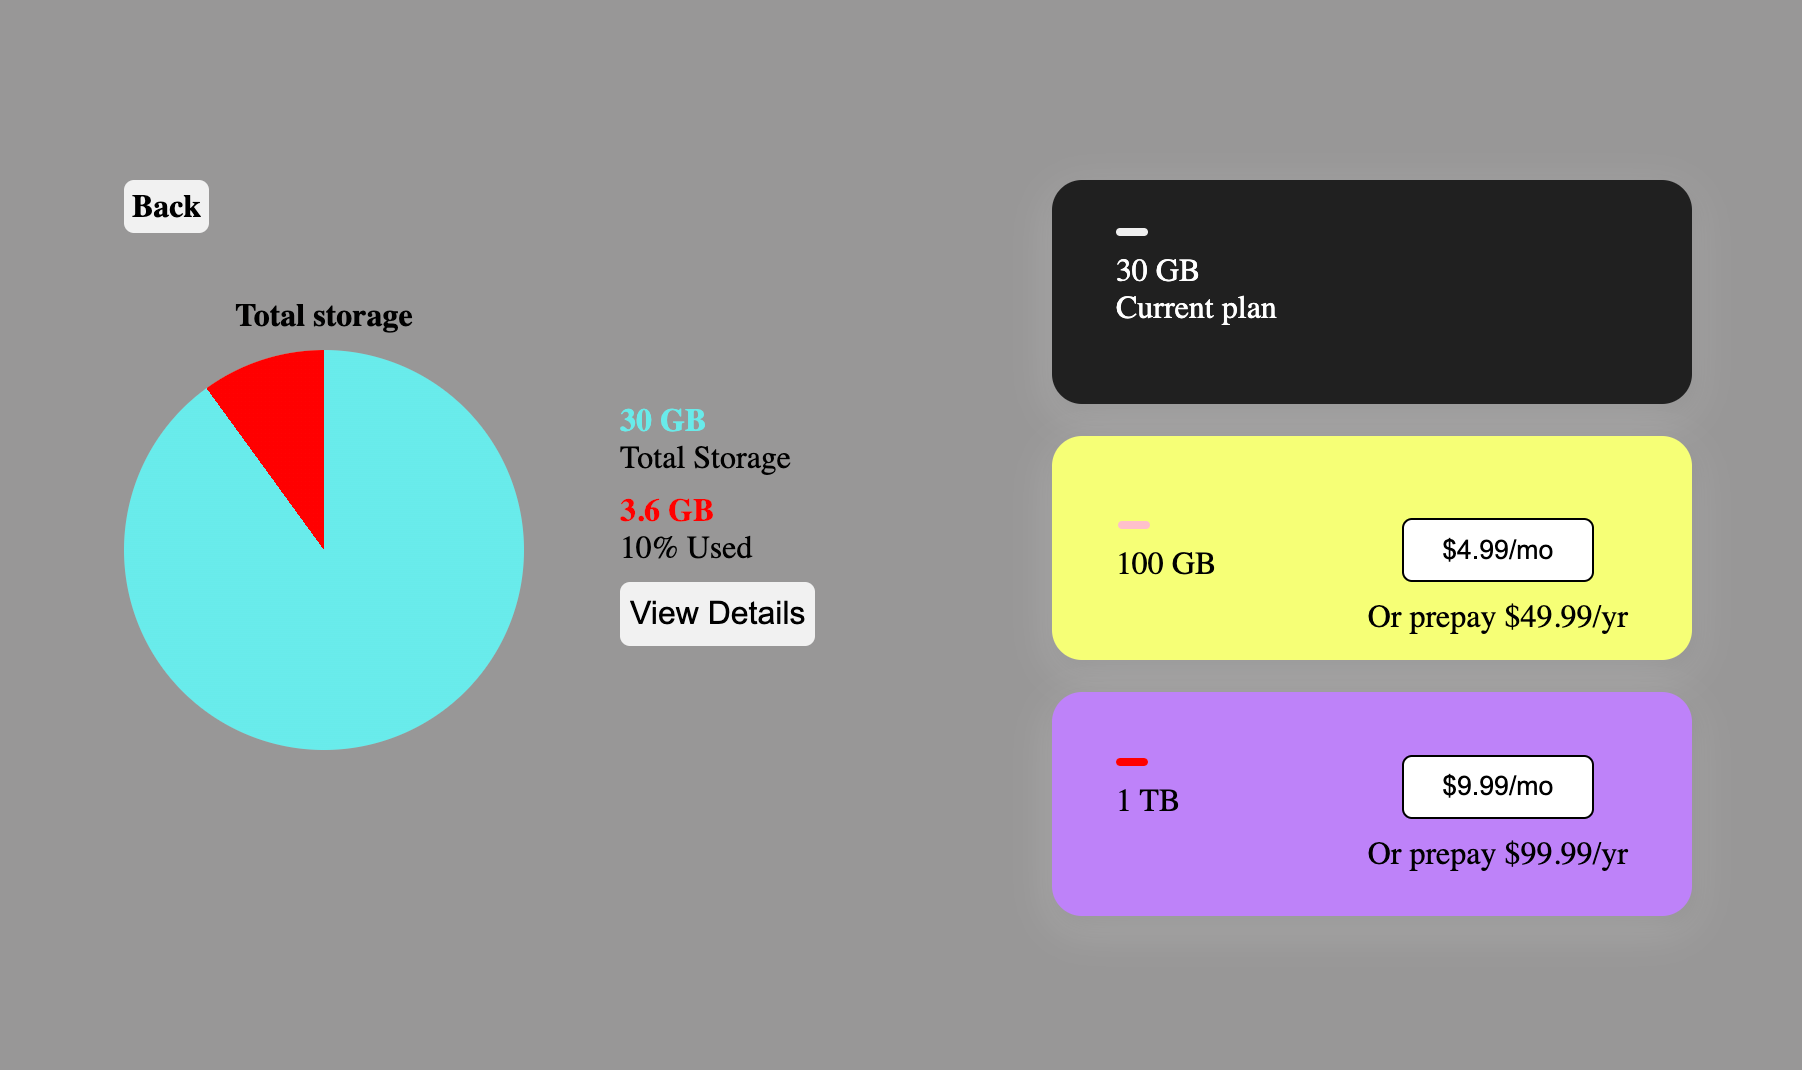 Back
Total storage
30 GB
Total Storage
3.6 GB
10% Used
View Details
30 GB
Current plan
100 GB
$4.99/mo
Or prepay $49.99/yr
1 TB
$9.99/mo
Or prepay $99.99/yr